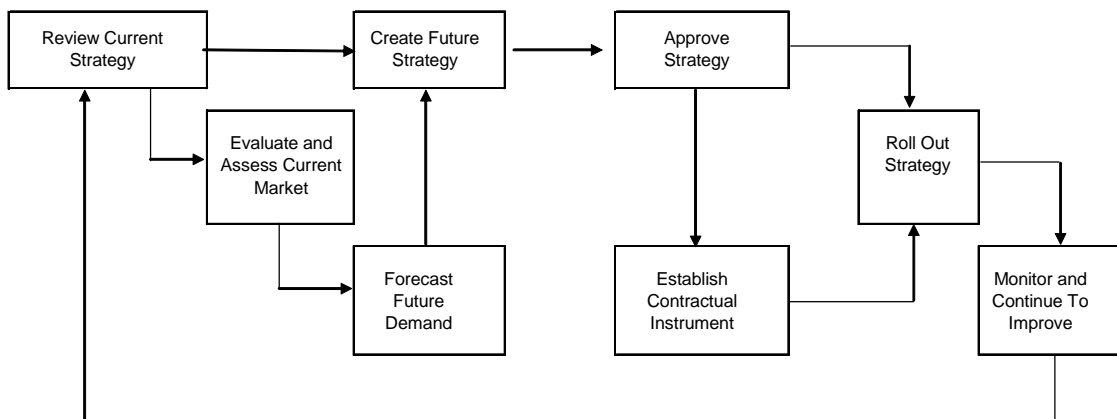 Review Current
Strategy
Create Future
Strategy
Approve
Strategy
Evaluate and
Assess Current
Market
Roll Out
Strategy
Forecast
Future
Demand
Establish
Contractual
Instrument
Monitor and
Continue To
Improve